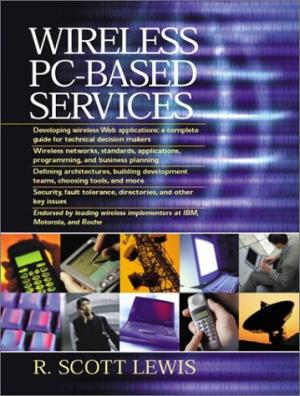 WIRELESS
PC-BASED
SERVICES
Developing wireless Web applications: a complete
guide for technical decision makers
Wireless networks, standards, applications,
programming, and business planning
Defining architectures, building development
teams, choosing tools, and more
Security, fault tolerance, directories, and other
key issues
Endorsed by leading wireless implementers at IBM,
Motorola, and Roche
R. SCOTT LEWIS